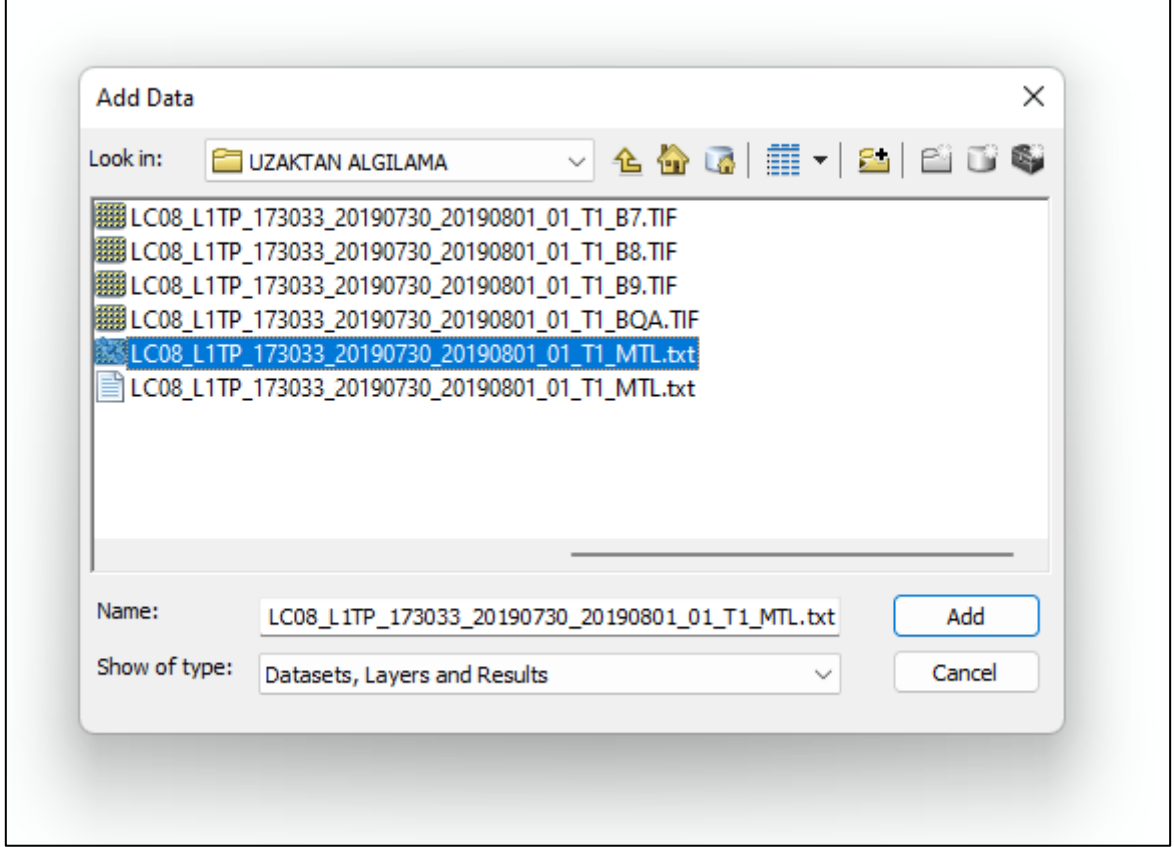 Add Data
Look in: UZAKTAN ALGILAMA
LC08_L1TP_173033_20190730_20190801_01_T1_B7.TIF
LC08_L1TP_173033_20190730_20190801_01_T1_B8.TIF
LC08_L1TP_173033_20190730_20190801_01_T1_B9.TIF
LC08_L1TP_173033_20190730_20190801_01_T1_BQA.TIF
LC08_L1TP_173033_20190730_20190801_01_T1_MTL.txt
LC08_L1TP_173033_20190730_20190801_01_T1_MTL.txt
Name: LC08_L1TP_173033_20190730_20190801_01_T1_MTL.txt Add
Show of type: Datasets, Layers and Results Cancel